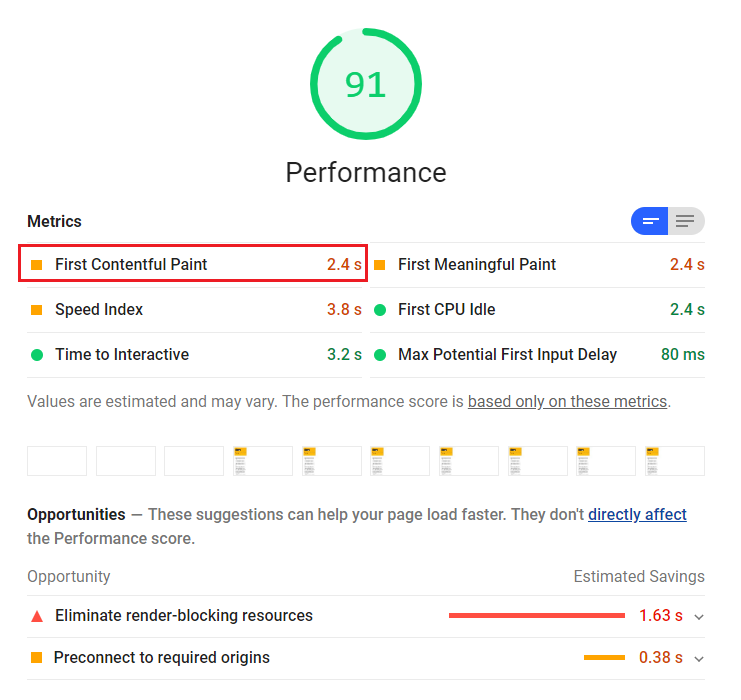 91
Performance
Metrics
First Contentful Paint 2.4 s First Meaningful Paint 2.4 s
Speed Index 3.8 s First CPU Idle 2.4 s
Time to Interactive 3.2 s Max Potential First Input Delay 80 ms
Values are estimated and may vary. The performance score is based only on these metrics.
Opportunities — These suggestions can help your page load faster. They don't directly affect
the Performance score.
Opportunity Estimated Savings
Eliminate render-blocking resources 1.63 s
Preconnect to required origins 0.38 s